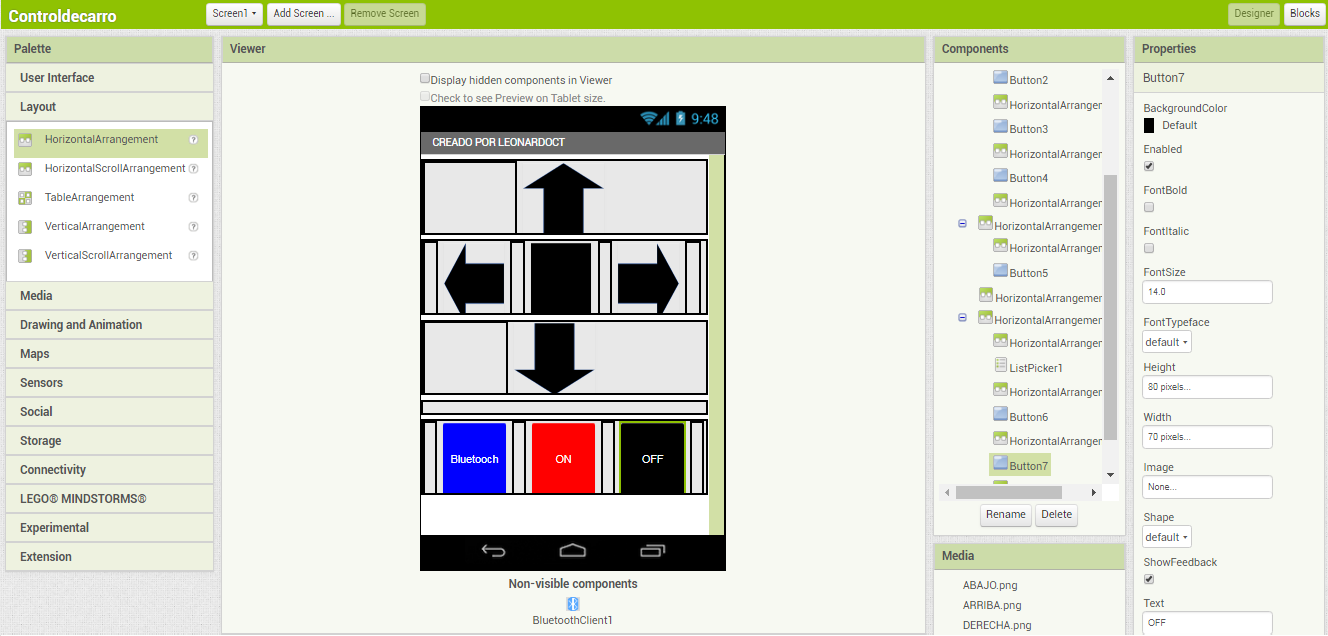 Controldecarro
Screen1
Add Screen ...
Remove Screen
Designer
Blocks
Palette
User Interface
Layout
HorizontalArrangement ?
HorizontalScrollArrangement ?
TableArrangement ?
VerticalArrangement ?
VerticalScrollArrangement ?
Media
Drawing and Animation
Maps
Sensors
Social
Storage
Connectivity
LEGO® MINDSTORMS®
Experimental
Extension
Viewer
Display hidden components in Viewer
Check to see Preview on Tablet size.
9:48
CREADO POR LEONARDOCT
Bluetooch
ON
OFF
Non-visible components
BluetoothClient1
Components
Button2
HorizontalArranger
Button3
HorizontalArranger
Button4
HorizontalArranger
HorizontalArrangemer
HorizontalArranger
Button5
HorizontalArrangemer
HorizontalArrangemer
HorizontalArranger
ListPicker1
HorizontalArranger
Button6
HorizontalArranger
Button7
Rename
Delete
Media
ABAJO.png
ARRIBA.png
DERECHA.png
Properties
Button7
BackgroundColor
Default
Enabled
FontBold
FontItalic
FontSize
14.0
FontTypeface
default
Height
80 pixels...
Width
70 pixels...
Image
None...
Shape
default
ShowFeedback
Text
OFF